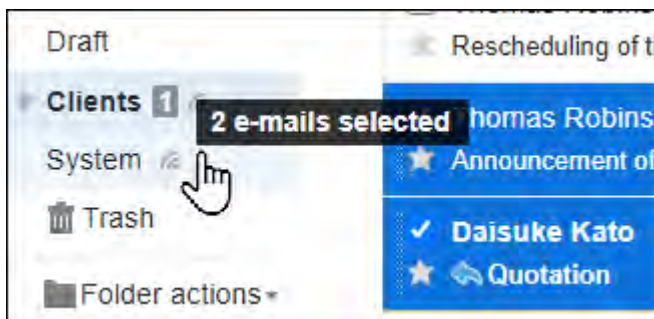 Draft
Clients 1
System
Trash
Folder actions
2 e-mails selected
Rescheduling of t
homas Robins
Announcement of
Daisuke Kato
Quotation